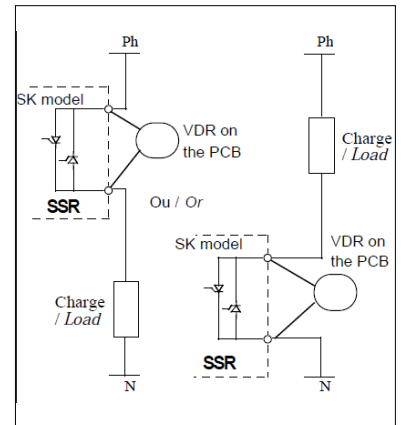 Ph
SK model
VDR on
the PCB
SSR
Ou / Or
Charge
/ Load
N
Ph
Charge
/ Load
SK model
VDR on
the PCB
SSR
N